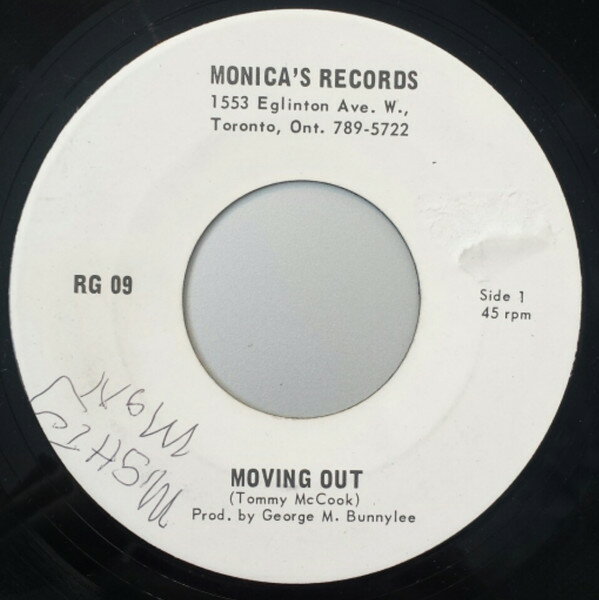 MONICA'S RECORDS
1553 Eglinton Ave. W.,
Toronto, Ont. 789-5722
RG 09
Side 1
45 rpm
MOVING OUT
(Tommy McCook)
Prod. by George M. Bunnylee